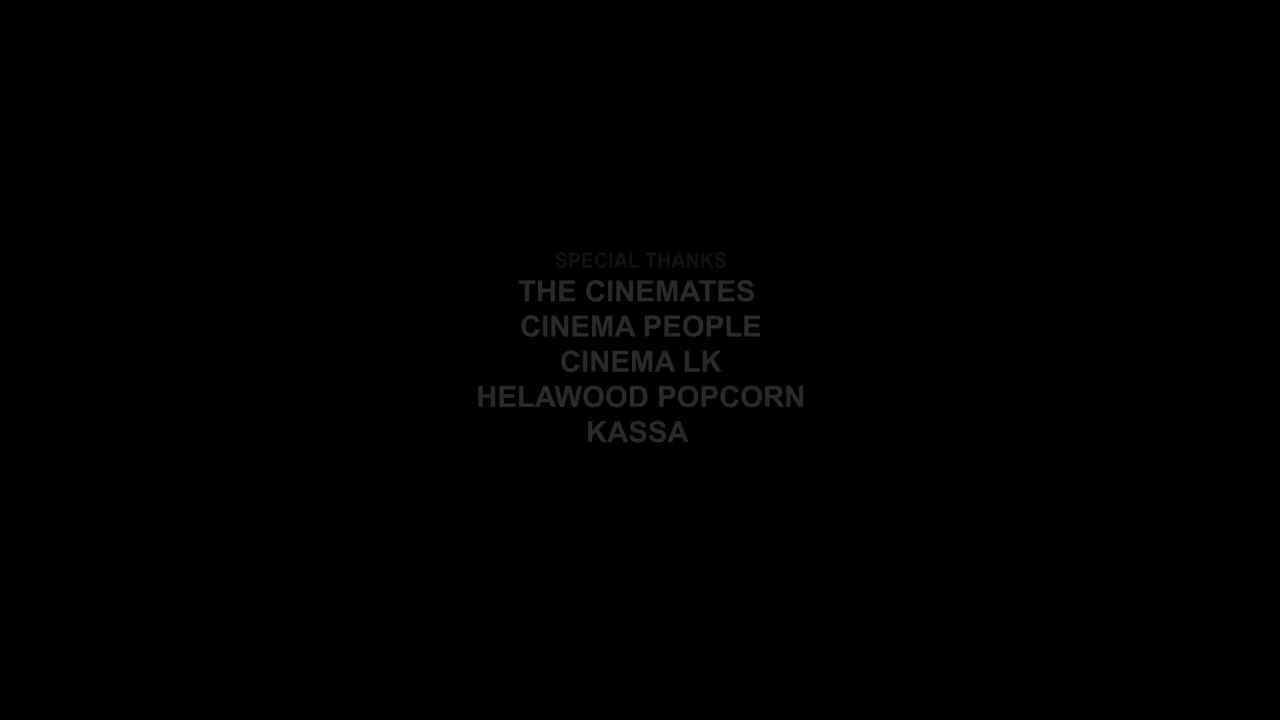 SPECIAL THANKS
THE CINEMATES
CINEMA PEOPLE
CINEMA LK
HELAWOOD POPCORN
KASSA